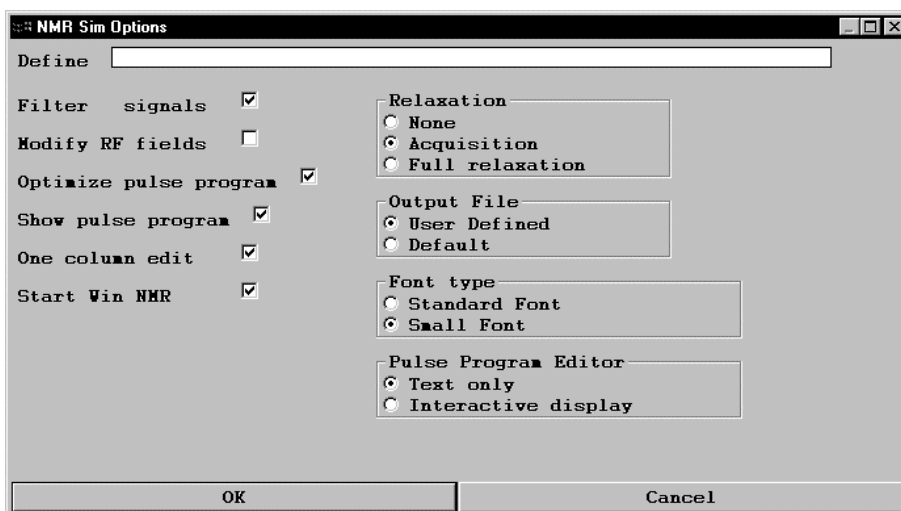 NMR Sim Options
Define
Filter signals
Modify RF fields
Optimize pulse program
Show pulse program
One column edit
Start Win NMR
Relaxation
None
Acquisition
Full relaxation
Output File
User Defined
Default
Font type
Standard Font
Small Font
Pulse Program Editor
Text only
Interactive display
OK Cancel